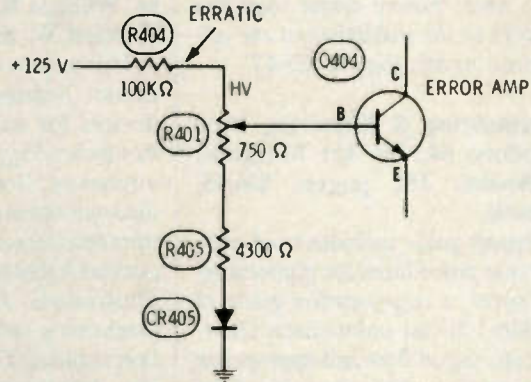 ERRATIC
R404
+125 V
100KΩ
HV
Q404
C
ERROR AMP
B
E
R401
750 Ω
R405
4300 Ω
CR405